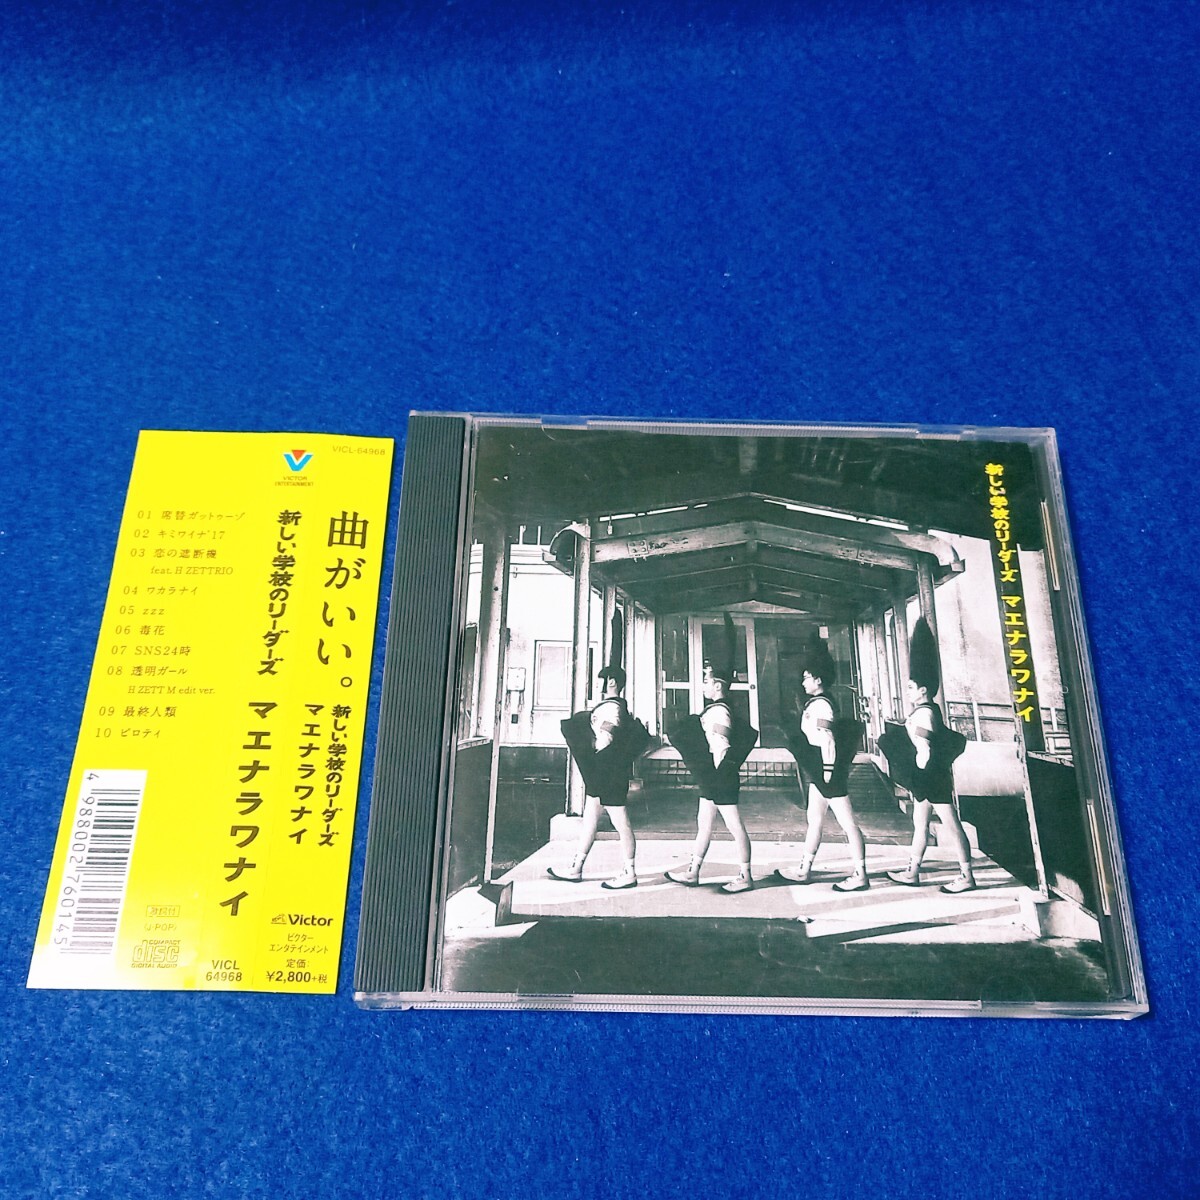 VICL-64968
曲がいい。
新しい学校のリーダーズ
マエナラワナイ
Victor
ビクター
エンタテインメント
定価:
¥2,800+税
VICTOR
ENTERTAINMENT
新しい学校のリーダーズ
マエナラワナイ
VICL
64968
01 席替ガットゥーゾ
02 キミワイナ'17
03 恋の遮断機
feat. H ZETTRIO
04 ワカラナイ
05 zzz
06 毒花
07 SNS24時
08 透明ガール
H ZETT M edit ver.
09 最終人類
10 ピロティ
4 988002 760145
(J-POP)
COMPACT
disc
DIGITAL AUDIO
新しい学校のリーダーズ マエナラワナイ